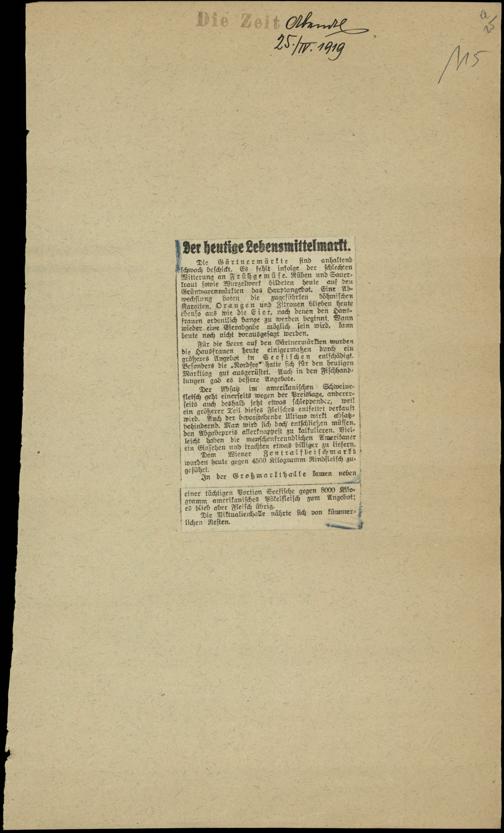 Die Zeit Abendbl.
25./IV. 1919
115
Der heutige Lebensmittelmarkt.
Die Gärtnermärkte sind anhaltend
schwach beschickt. Es fehlt infolge der schlechten
Witterung an Frühgemüse. Rüben und Sauer-
kraut sowie Wurzelwerk bildeten heute auf den
Grünwarenmärkten das Hauptangebot. Eine Ab-
wechslung boten die zugeführten böhmischen
Karotten. Orangen und Zitronen blieben heute
ebenso aus wie die Eier, nach denen den Haus-
frauen ordentlich bange zu werden beginnt. Wann
wieder eine Eierabgabe möglich sein wird, kann
heute noch nicht vorausgesagt werden.
Für die Leere auf den Gärtnermärkten wurden
die Hausfrauen heute einigermaßen durch ein
größeres Angebot in Seefischen entschädigt.
Besonders die „Nordsee" hatte sich für den heutigen
Markttag gut ausgerüstet. Auch in den Fischhand-
lungen gab es bessere Angebote.
Der Absatz im amerikanischen Schweine-
fleisch geht einerseits wegen der Preislage, anderer-
seits auch deshalb sehr etwas schleppender, weil
ein größerer Teil dieses Fleisches entfettet verkauft
wird. Auch der bevorstehende Ultimo wirkt absatz-
behindernd. Man wird sich doch entschließen müssen,
den Abgabepreis allerknappest zu kalkulieren. Viel-
leicht haben die menschenfreundlichen Amerikaner
ein Einsehen und trachten etwas billiger zu liefern.
Dem Wiener Zentralfleischmarkt
wurden heute gegen 4500 Kilogramm Rindfleisch zu-
geführt.
In der Großmarkthalle kamen neben
einer tüchtigen Portion Seefische gegen 8000 Kilo-
gramm amerikanisches Pökelfleisch zum Angebot;
es blieb aber Fleisch übrig.
Die Viktualienhalle nährte sich von kümmer-
lichen Resten.